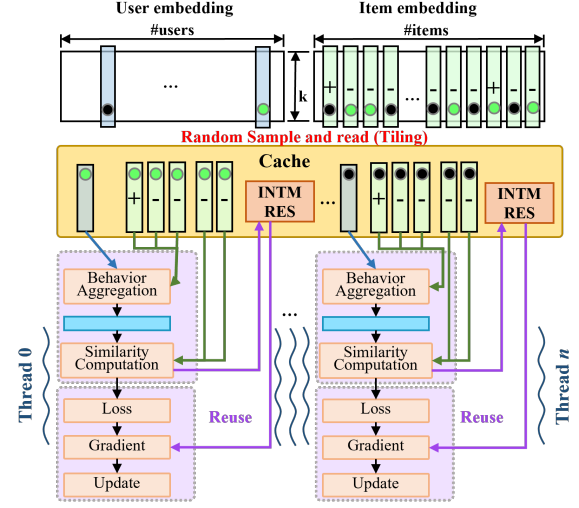 User embedding
Item embedding
#users
#items
...
k
+ - - - ... - - - + - -
Random Sample and read (Tiling)
Cache
+ - - - -
INTM
RES
...
+ - - - -
INTM
RES
Behavior
Aggregation
Similarity
Computation
Loss
Gradient
Update
Thread 0
Reuse
...
Behavior
Aggregation
Similarity
Computation
Loss
Gradient
Update
Reuse
Thread n